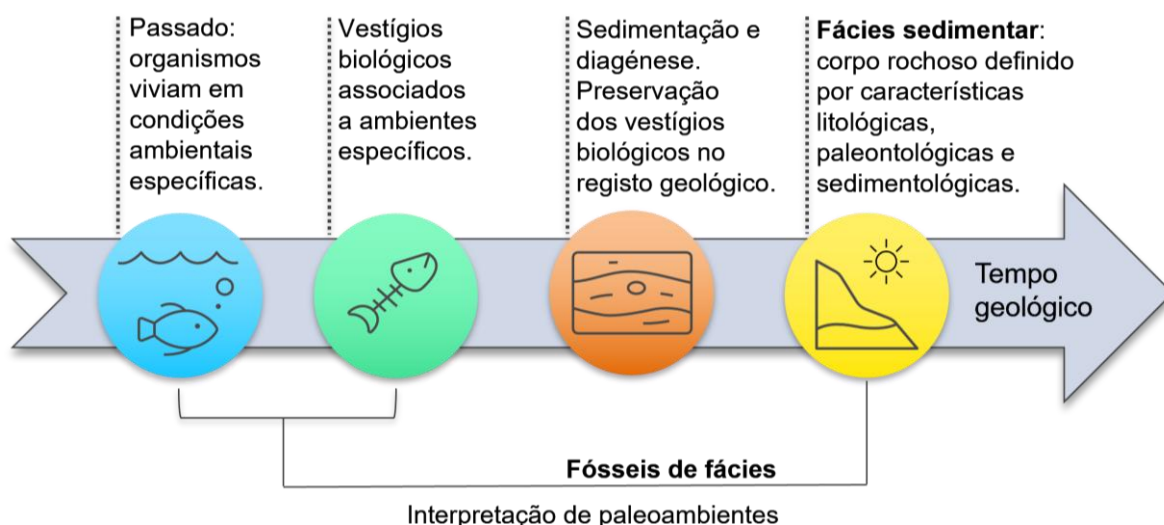 Passado:
organismos
viviam em
condições
ambientais
específicas.
Vestígios
biológicos
associados
a ambientes
específicos.
Sedimentação e
diagénese.
Preservação
dos vestígios
biológicos no
registo geológico.
Fácies sedimentar:
corpo rochoso definido
por características
litológicas,
paleontológicas e
sedimentológicas.
Tempo
geológico
Fósseis de fácies
Interpretação de paleoambientes